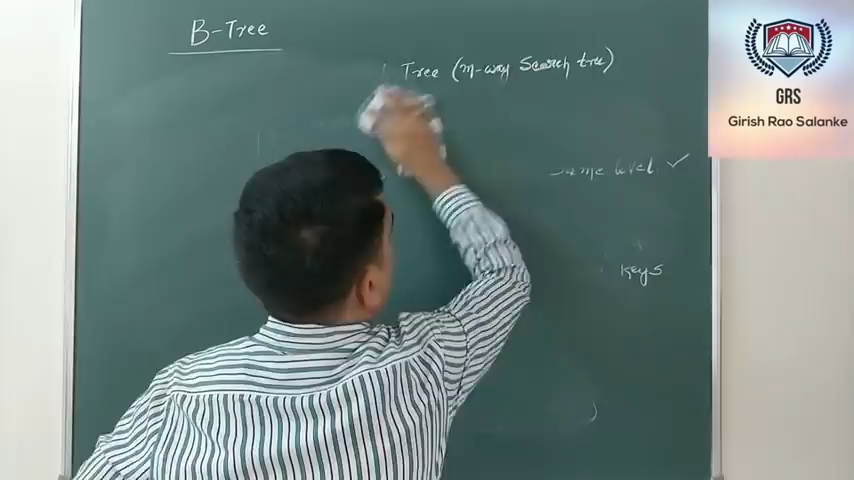 B-Tree
Tree (m-way Search tree)
same level ✓
keys
)
GRS
Girish Rao Salanke